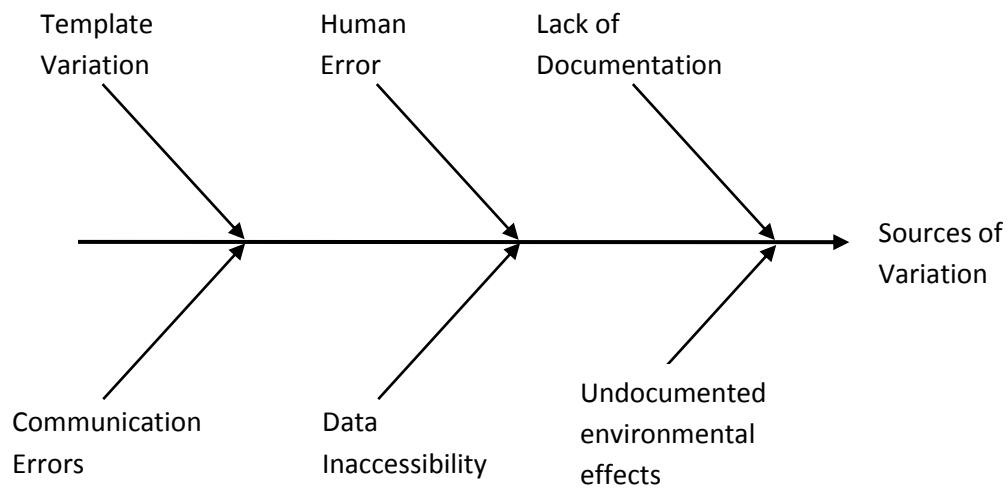 Template
Variation
Human
Error
Lack of
Documentation
Sources of
Variation
Communication
Errors
Data
Inaccessibility
Undocumented
environmental
effects